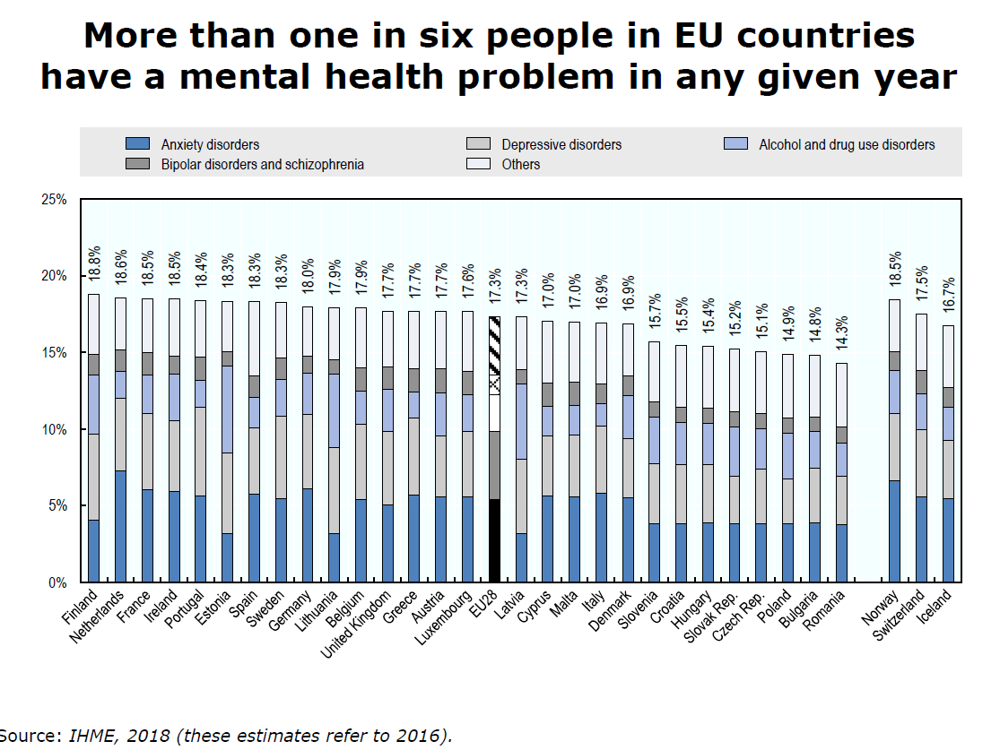 More than one in six people in EU countries
have a mental health problem in any given year
Anxiety disorders
Depressive disorders
Alcohol and drug use disorders
Bipolar disorders and schizophrenia
Others
25%
20%
15%
10%
5%
0%
18.8%
18.6%
18.5%
18.5%
18.4%
18.3%
18.3%
18.3%
18.0%
17.9%
17.9%
17.7%
17.7%
17.7%
17.6%
17.3%
17.3%
17.0%
17.0%
16.9%
16.9%
15.7%
15.5%
15.4%
15.2%
15.1%
14.9%
14.8%
14.3%
18.5%
17.5%
16.7%
Finland
Netherlands
France
Ireland
Portugal
Estonia
Spain
Sweden
Germany
Lithuania
Belgium
United Kingdom
Greece
Austria
Luxembourg
EU28
Latvia
Cyprus
Malta
Italy
Denmark
Slovenia
Croatia
Hungary
Slovak Rep.
Czech Rep.
Poland
Bulgaria
Romania
Norway
Switzerland
Iceland
Source: IHME, 2018 (these estimates refer to 2016).